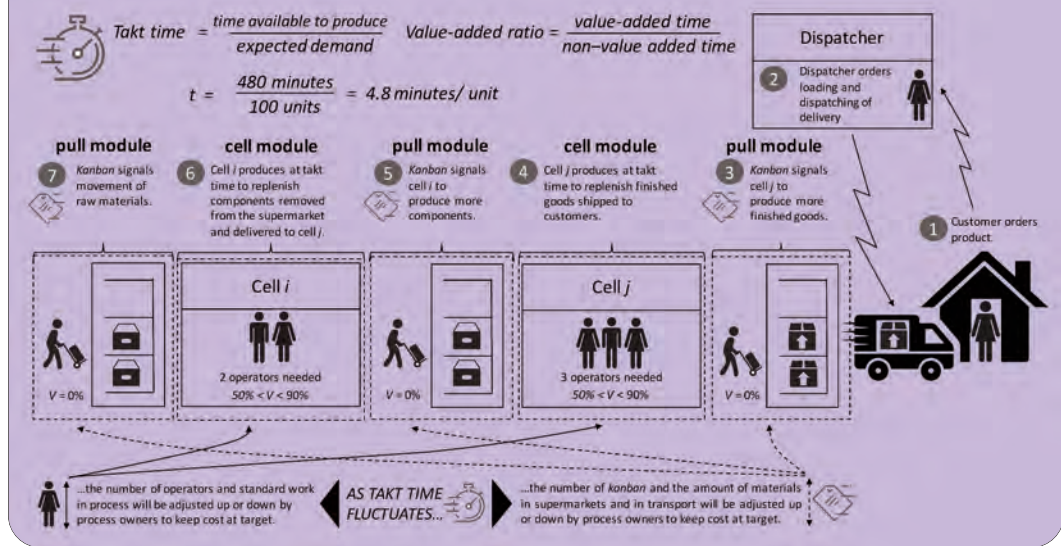 Takt time = time available to produce / expected demand
Value-added ratio = value-added time / non–value added time
t = 480 minutes / 100 units = 4.8 minutes/ unit
Dispatcher
2
Dispatcher orders
loading and
dispatching of
delivery
pull module
7
Kanban signals
movement of
raw materials.
cell module
6
Cell i produces at takt
time to replenish
components removed
from the supermarket
and delivered to cell j.
pull module
5
Kanban signals
cell i to
produce more
components.
cell module
4
Cell j produces at takt
time to replenish finished
goods shipped to
customers.
pull module
3
Kanban signals
cell j to
produce more
finished goods.
1
Customer orders
product.
V = 0%
Cell i
2 operators needed
50% < V < 90%
V = 0%
Cell j
3 operators needed
50% < V < 90%
V = 0%
...the number of operators and standard work
in process will be adjusted up or down by
process owners to keep cost at target.
AS TAKT TIME
FLUCTUATES...
...the number of kanban and the amount of materials
in supermarkets and in transport will be adjusted up
or down by process owners to keep cost at target.